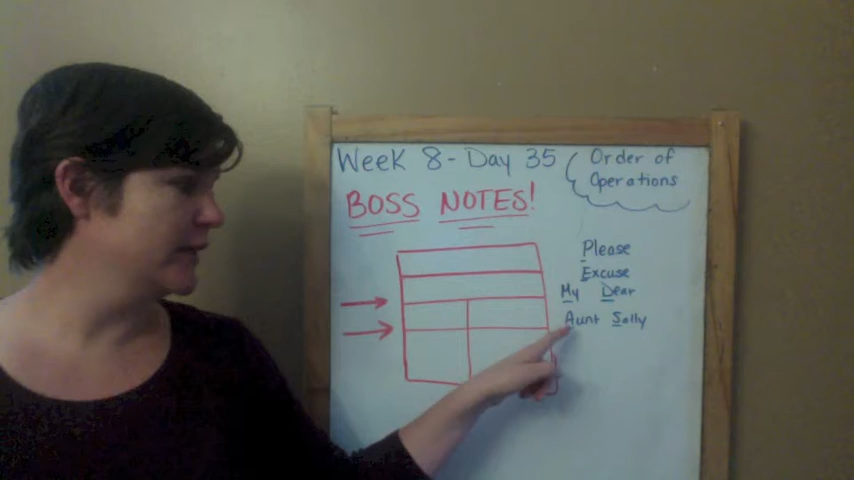 Week 8 - Day 35
Order of
Operations
BOSS NOTES!
Please
Excuse
My Dear
Aunt Sally